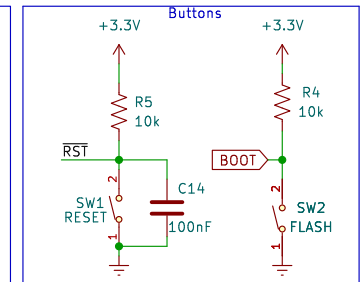 Buttons
+3.3V
+3.3V
R5
10k
R4
10k
RST
BOOT
2
SW1
RESET
1
C14
100nF
2
SW2
FLASH
1